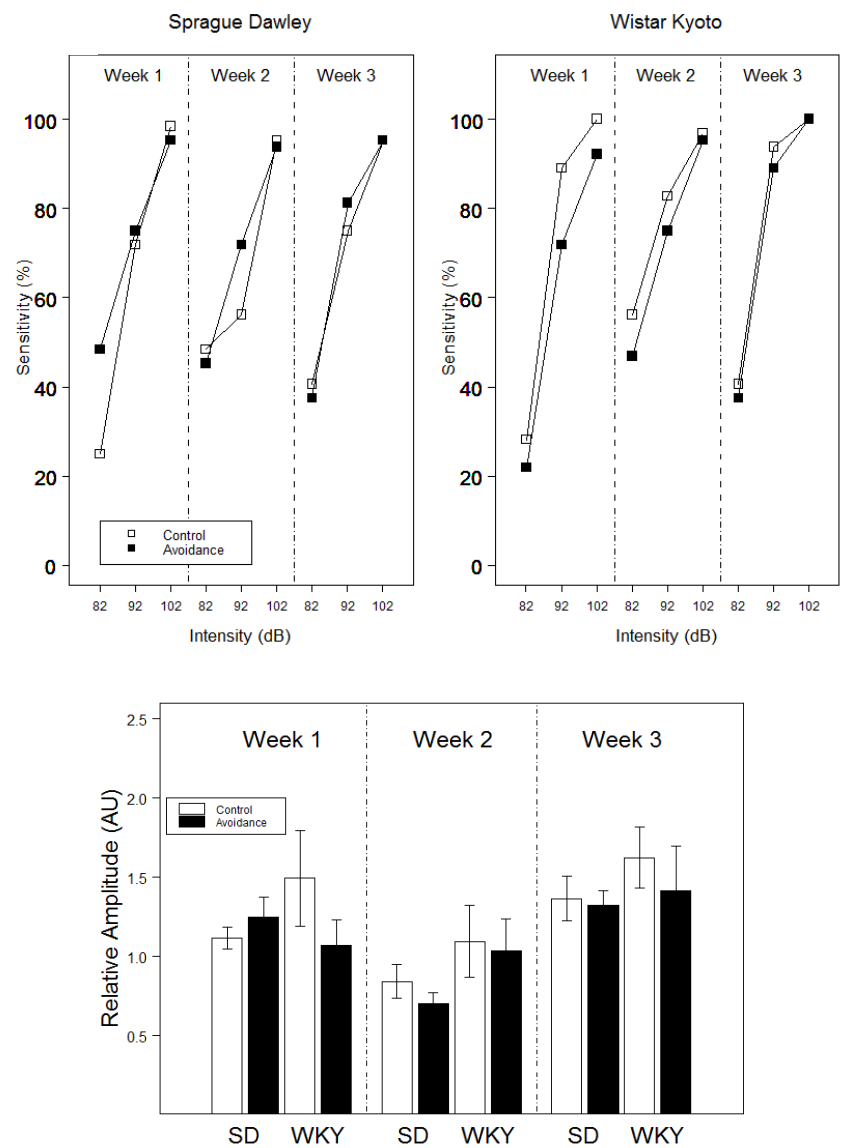 Sprague Dawley
Wistar Kyoto
Week 1 Week 2 Week 3
Week 1 Week 2 Week 3
100
80
60
40
20
0
Sensitivity (%)
Control
Avoidance
82 92 102 82 92 102 82 92 102
Intensity (dB)
100
80
60
40
20
0
Sensitivity (%)
82 92 102 82 92 102 82 92 102
Intensity (dB)
Week 1 Week 2 Week 3
2.5
2.0
1.5
1.0
0.5
Relative Amplitude (AU)
Control
Avoidance
SD WKY SD WKY SD WKY